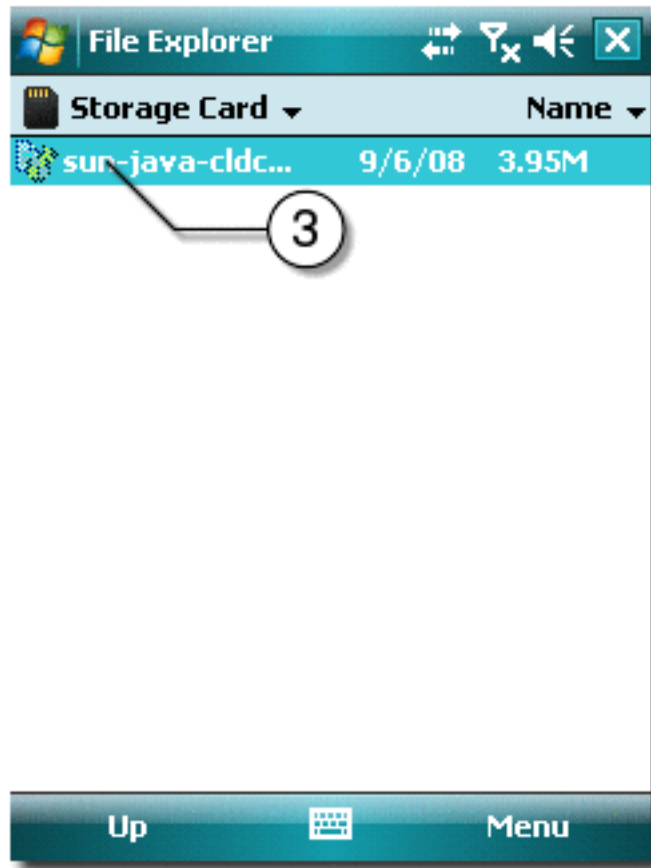 File Explorer
Storage Card Name
sun-java-cldc... 9/6/08 3.95M
3
Up Menu